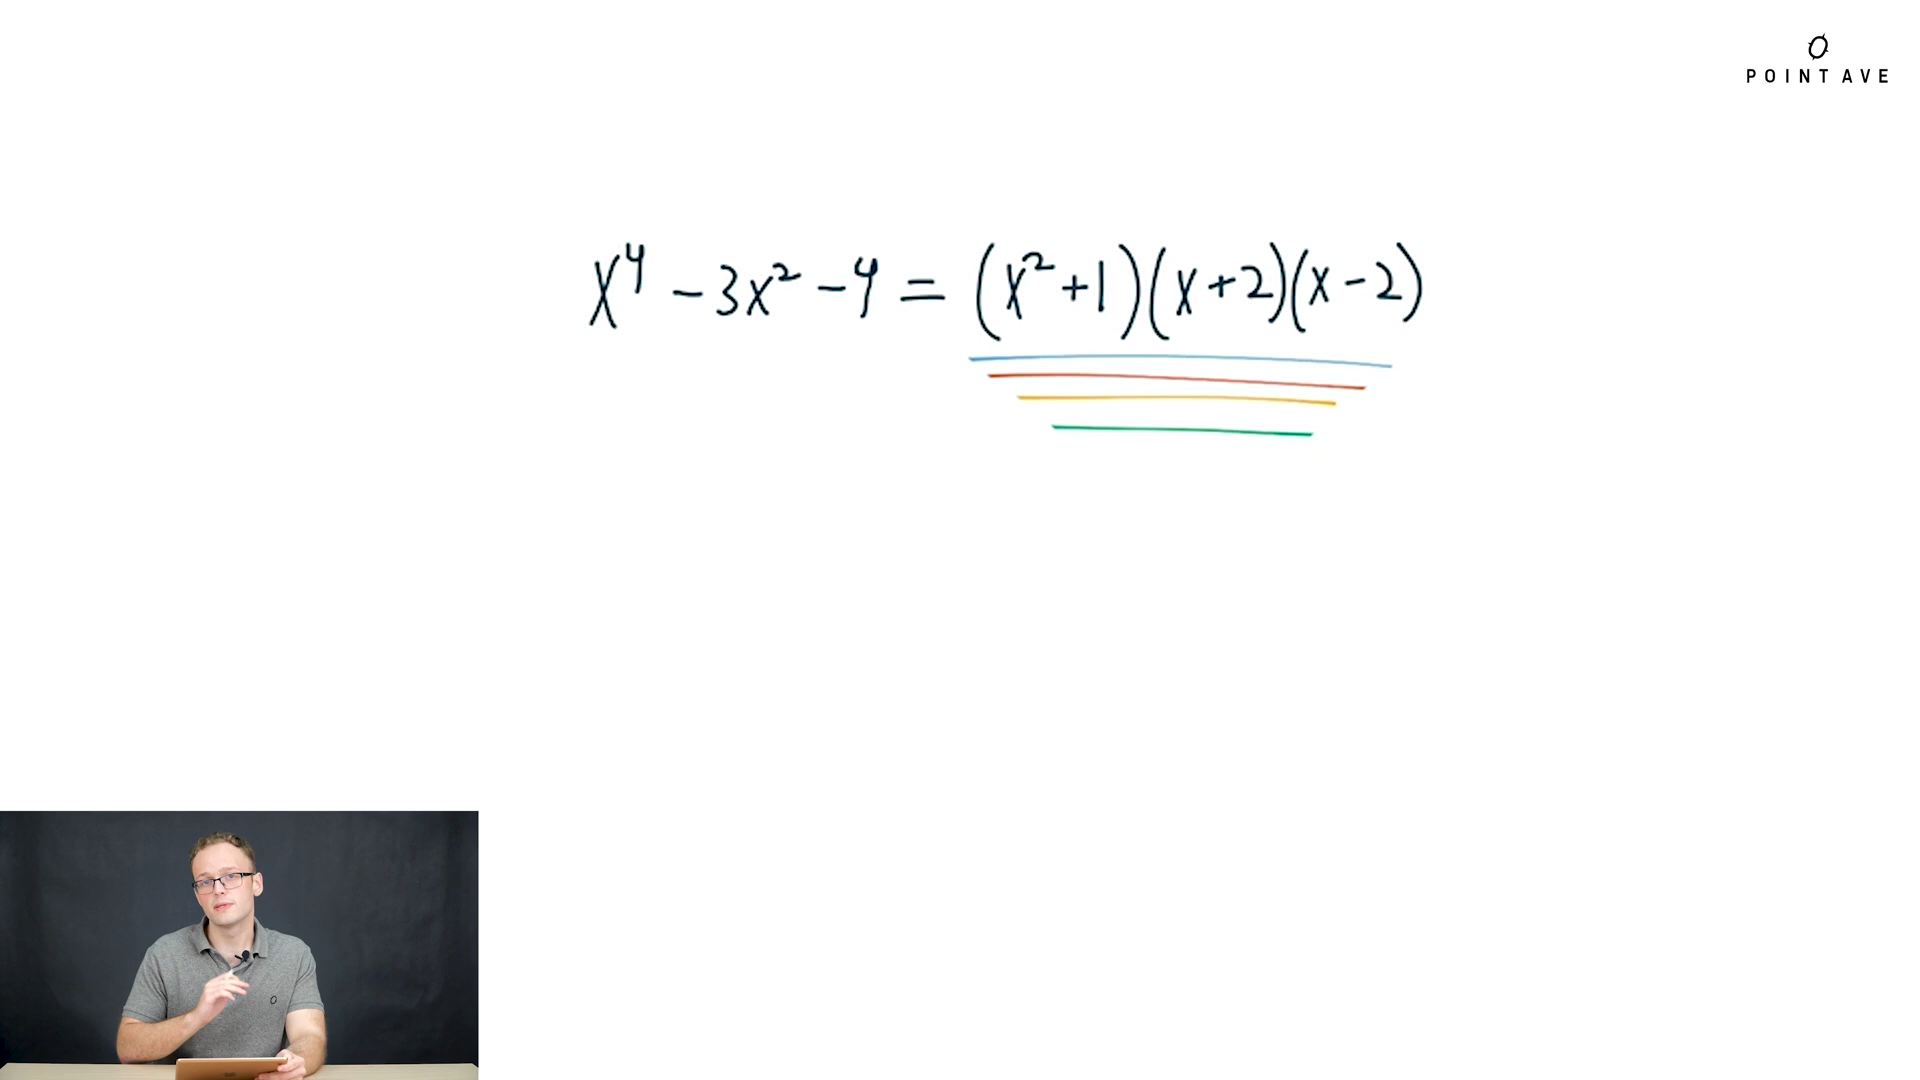 POINT AVE
x⁴ - 3x² - 4 = (x² + 1)(x + 2)(x - 2)